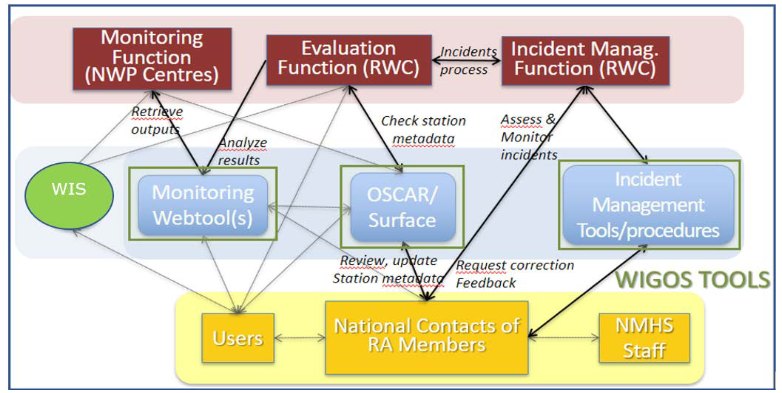 Monitoring
Function
(NWP Centres)
Evaluation
Function (RWC)
Incidents
process
Incident Manag.
Function (RWC)
Retrieve
outputs
Analyze
results
Check station
metadata
Assess &
Monitor
incidents
WIS
Monitoring
Webtool(s)
OSCAR/
Surface
Incident
Management
Tools/procedures
Review, update
Station metadata
Request correction
Feedback
WIGOS TOOLS
Users
National Contacts of
RA Members
NMHS
Staff